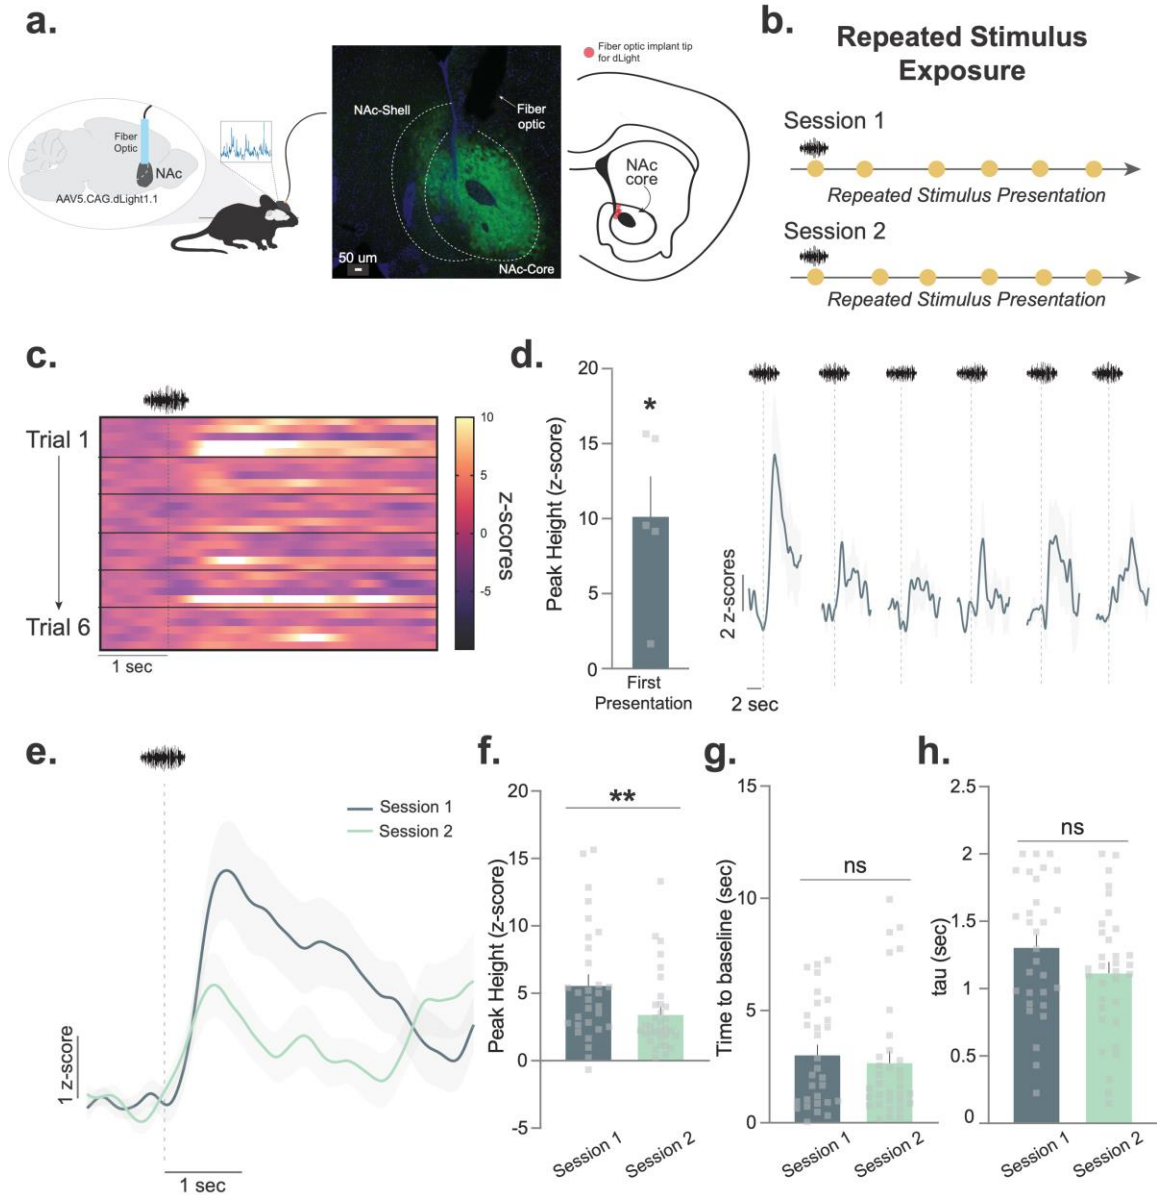 a.
Fiber
Optic
NAc
AAV5.CAG.dLight1.1
NAc-Shell
Fiber
optic
50 um
NAc-Core
Fiber optic implant tip
for dLight
NAc
core
b.
Repeated Stimulus
Exposure
Session 1
Repeated Stimulus Presentation
Session 2
Repeated Stimulus Presentation
c.
Trial 1
Trial 6
1 sec
10
5
0
-5
z-scores
d.
Peak Height (z-score)
20
15
10
5
0
*
First
Presentation
2 z-scores
2 sec
e.
Session 1
Session 2
1 z-score
1 sec
f.
Peak Height (z-score)
20
15
10
5
0
-5
**
Session 1
Session 2
g.
Time to baseline (sec)
15
10
5
0
ns
Session 1
Session 2
h.
tau (sec)
2.5
2
1.5
1
0.5
0
ns
Session 1
Session 2